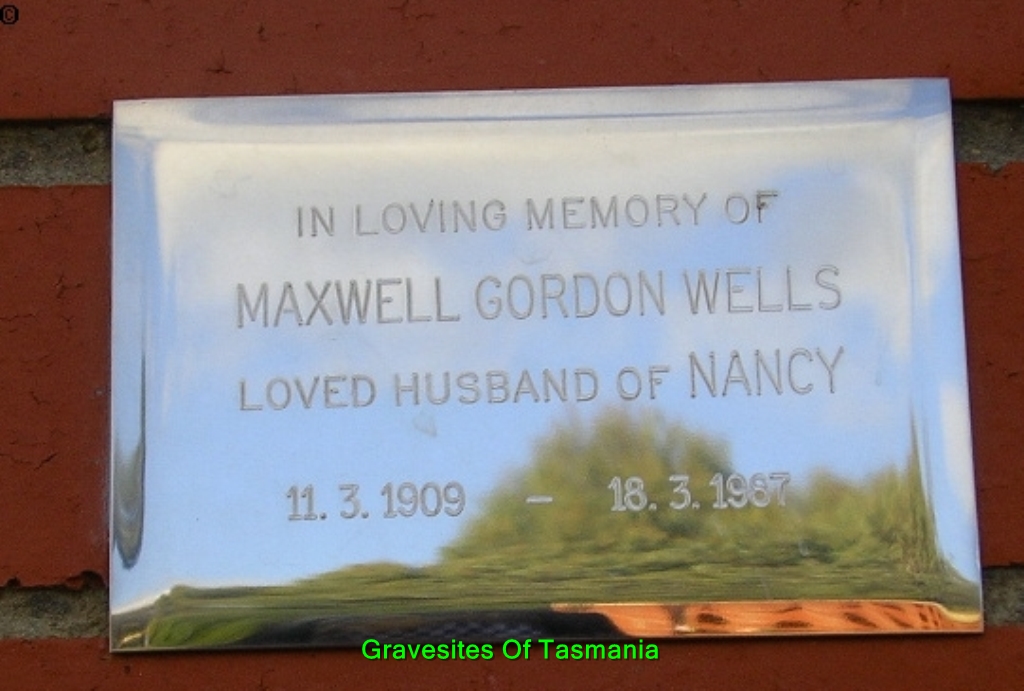 ©
IN LOVING MEMORY OF
MAXWELL GORDON WELLS
LOVED HUSBAND OF NANCY
11. 3. 1909 – 18. 3. 1987
Gravesites Of Tasmania